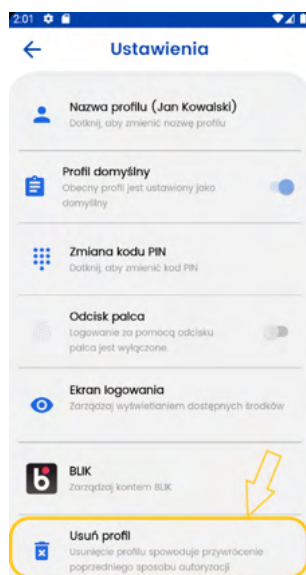 2:01
Ustawienia
Nazwa profilu (Jan Kowalski)
Dotknij, aby zmienić nazwę profilu
Profil domyślny
Obecny profil jest ustawiony jako
domyślny
Zmiana kodu PIN
Dotknij, aby zmienić kod PIN
Odcisk palca
Logowanie za pomocą odcisku
palca jest wyłączone.
Ekran logowania
Zarządzaj wyświetlaniem dostępnych środków
b
BLIK
Zarządzaj kontem BLIK
Usuń profil
Usunięcie profilu spowoduje przywrócenie
poprzedniego sposobu autoryzacji